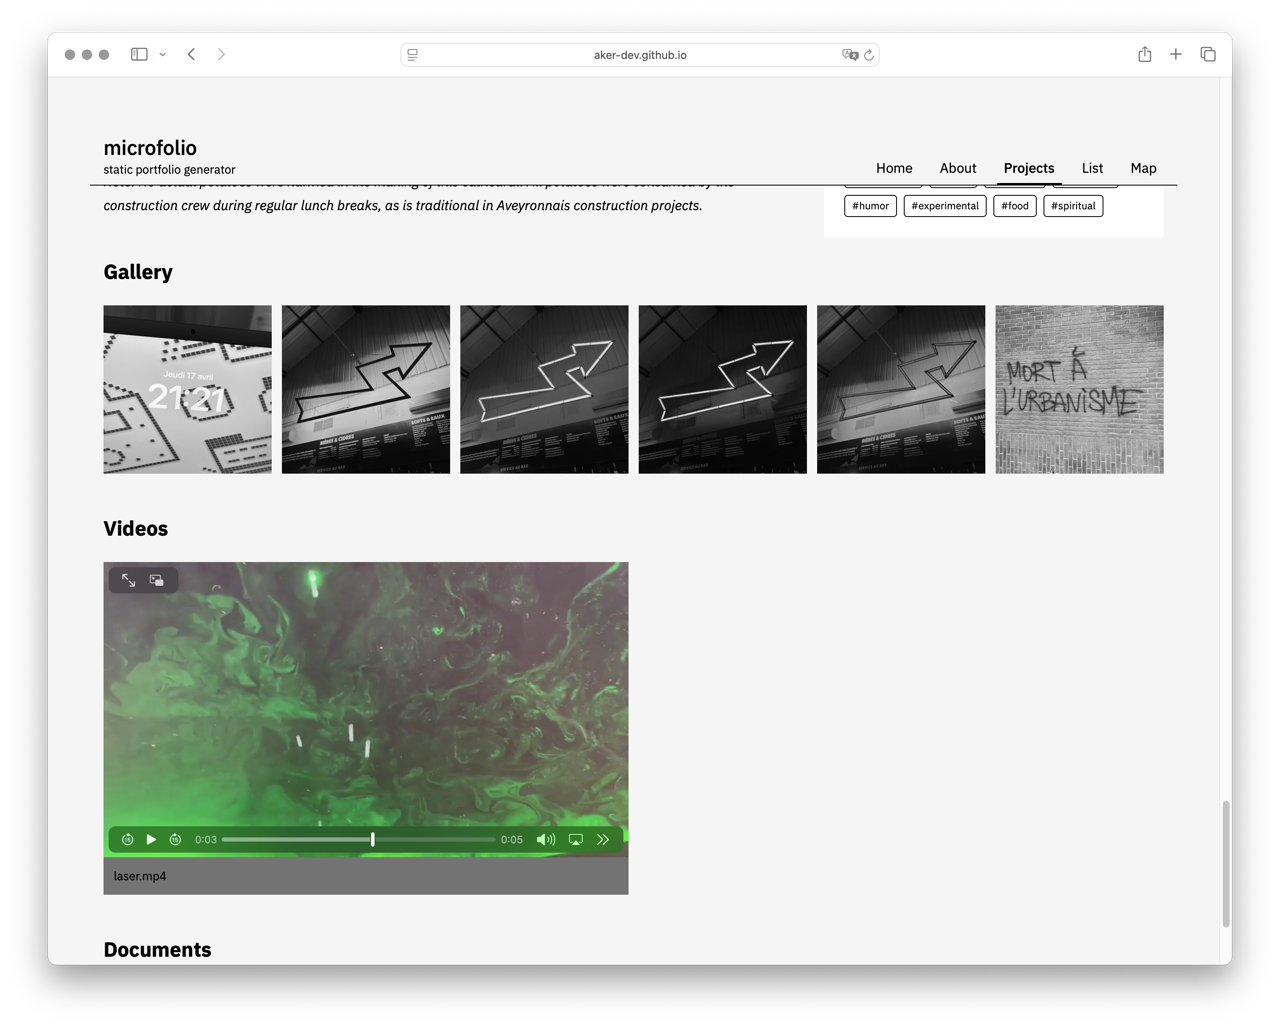 aker-dev.github.io
microfolio
static portfolio generator
Home About Projects List Map
construction crew during regular lunch breaks, as is traditional in Aveyronnais construction projects.
#humor #experimental #food #spiritual
Gallery
Jeudi 17 avril
21:21
MORT À
L'URBANISME
Videos
0:03 0:05
laser.mp4
Documents